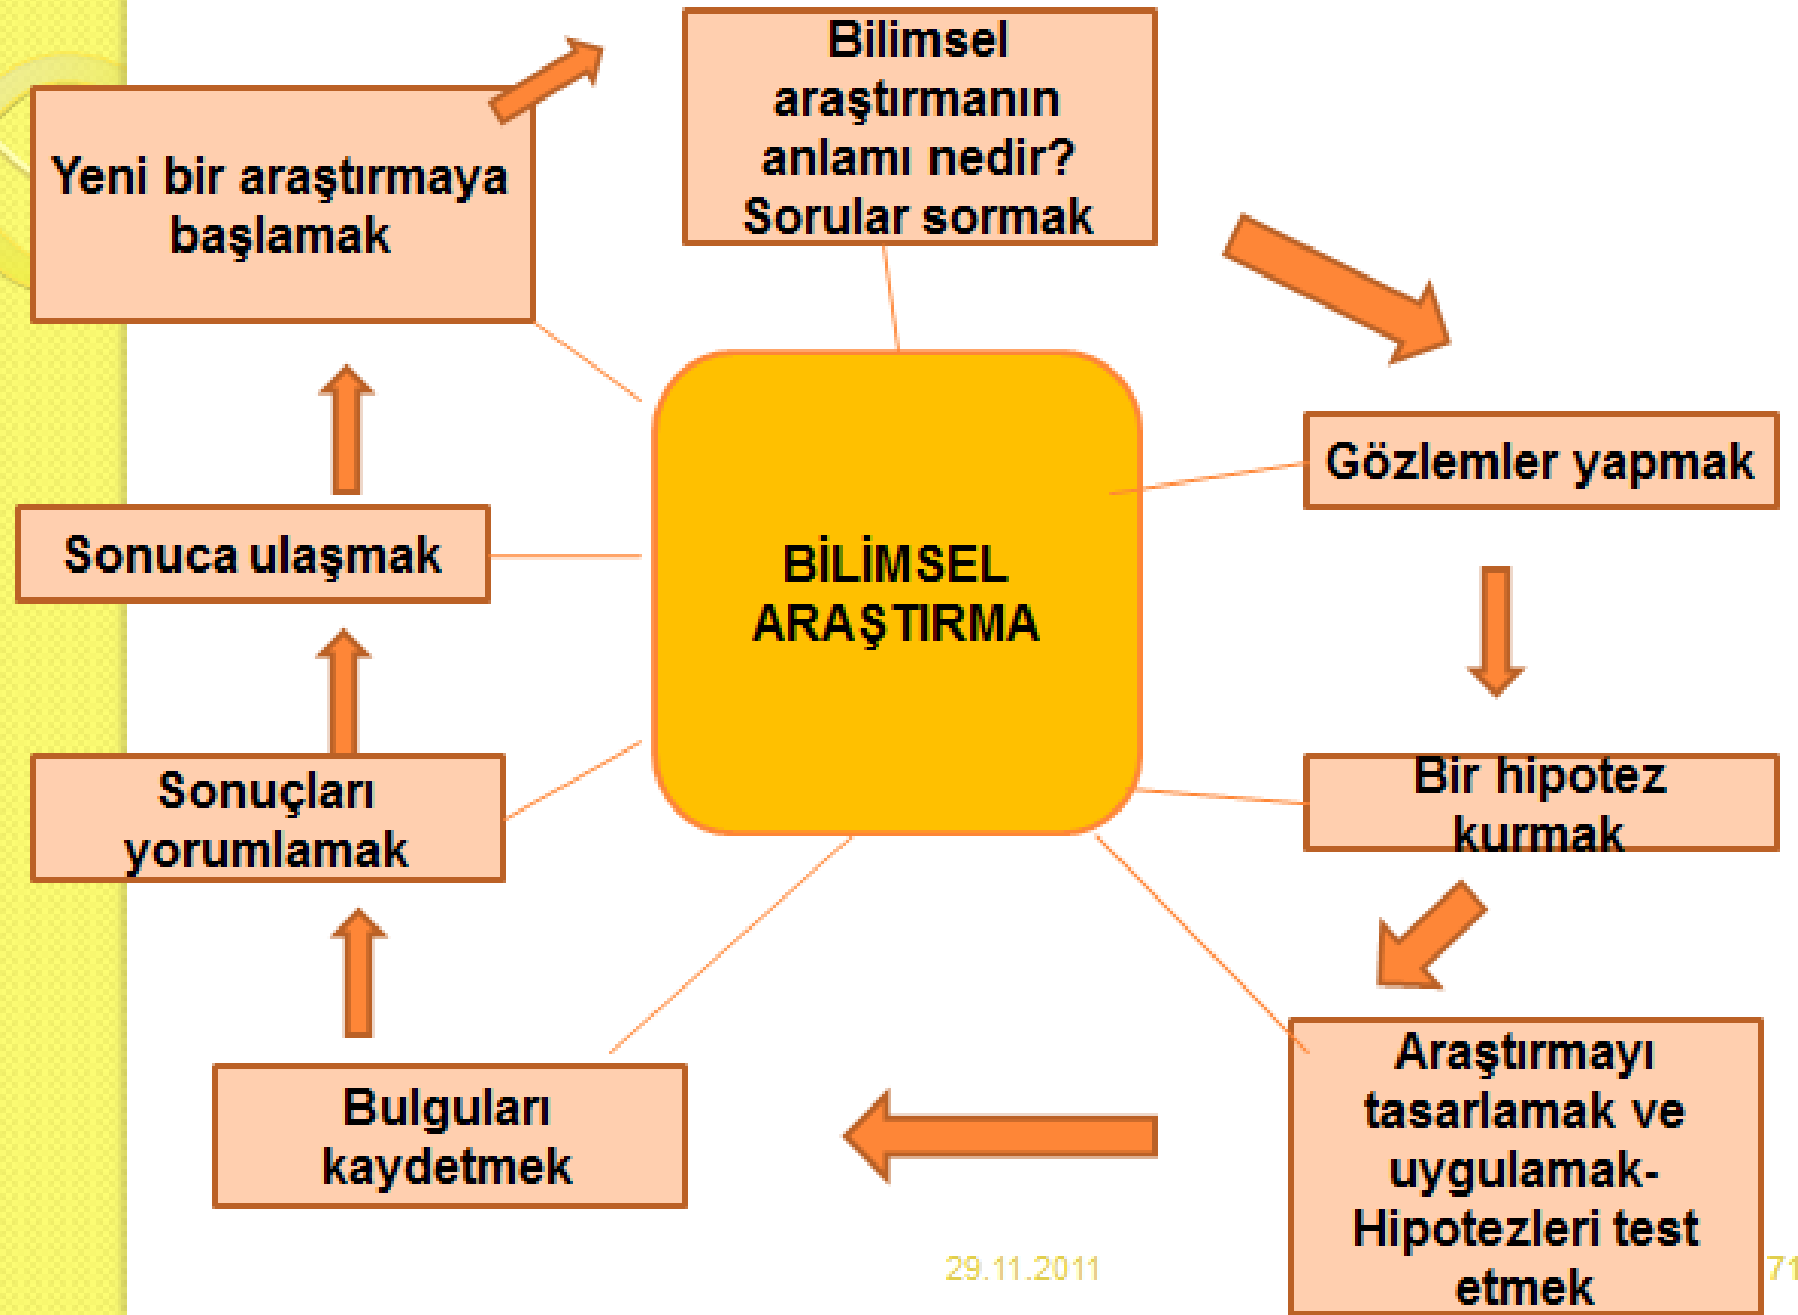 Bilimsel
araştırmanın
anlamı nedir?
Sorular sormak
Gözlemler yapmak
Bir hipotez
kurmak
Araştırmayı
tasarlamak ve
uygulamak-
Hipotezleri test
etmek
Bulguları
kaydetmek
Sonuçları
yorumlamak
Sonuca ulaşmak
Yeni bir araştırmaya
başlamak
BİLİMSEL
ARAŞTIRMA
29.11.2011
71